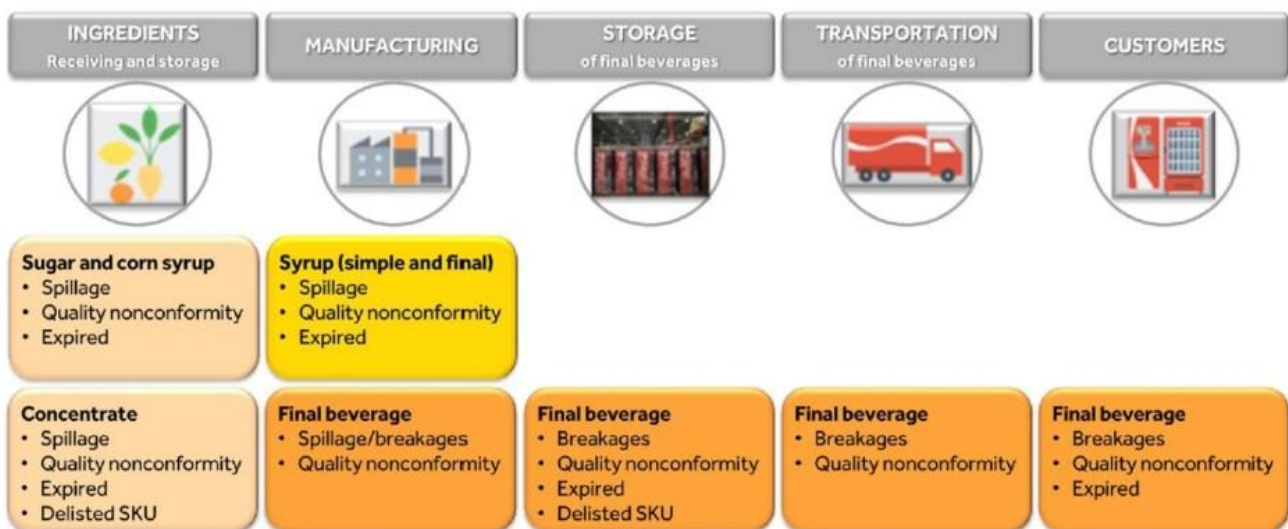 INGREDIENTS
Receiving and storage
MANUFACTURING
STORAGE
of final beverages
TRANSPORTATION
of final beverages
CUSTOMERS
Sugar and corn syrup
• Spillage
• Quality nonconformity
• Expired
Syrup (simple and final)
• Spillage
• Quality nonconformity
• Expired
Concentrate
• Spillage
• Quality nonconformity
• Expired
• Delisted SKU
Final beverage
• Spillage/breakages
• Quality nonconformity
Final beverage
• Breakages
• Quality nonconformity
• Expired
• Delisted SKU
Final beverage
• Breakages
• Quality nonconformity
Final beverage
• Breakages
• Quality nonconformity
• Expired